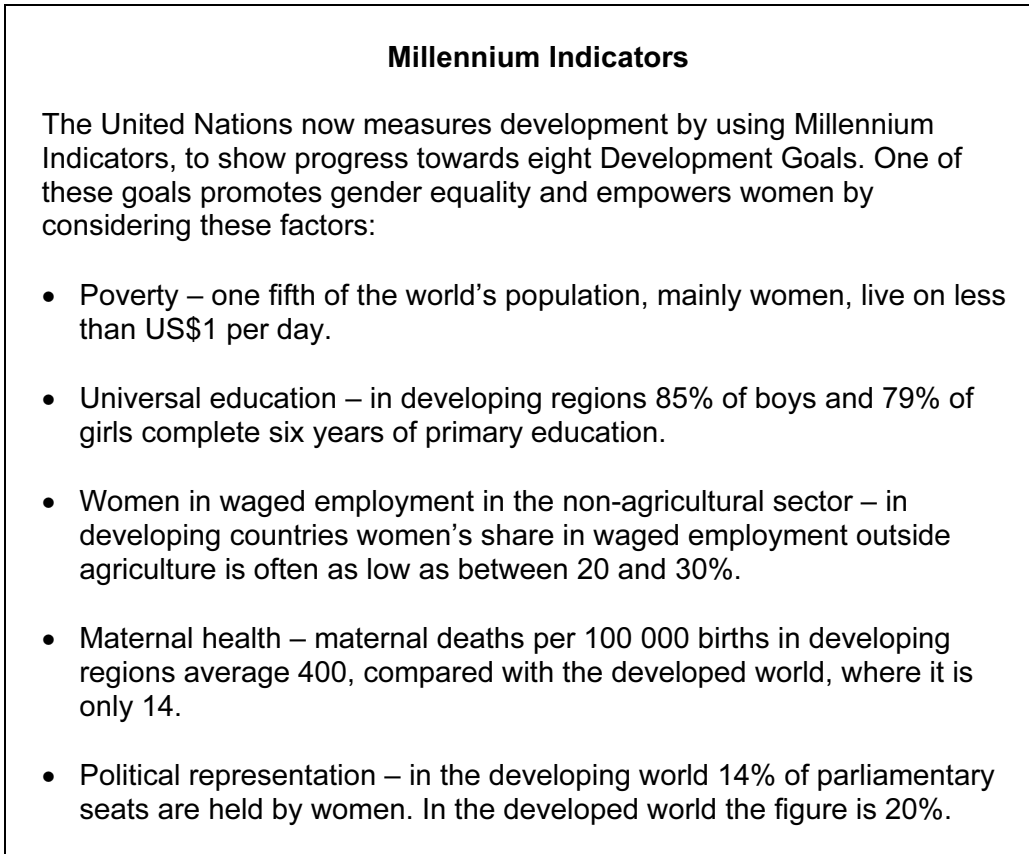 Millennium Indicators
The United Nations now measures development by using Millennium
Indicators, to show progress towards eight Development Goals. One of
these goals promotes gender equality and empowers women by
considering these factors:
• Poverty – one fifth of the world’s population, mainly women, live on less
than US$1 per day.
• Universal education – in developing regions 85% of boys and 79% of
girls complete six years of primary education.
• Women in waged employment in the non-agricultural sector – in
developing countries women’s share in waged employment outside
agriculture is often as low as between 20 and 30%.
• Maternal health – maternal deaths per 100 000 births in developing
regions average 400, compared with the developed world, where it is
only 14.
• Political representation – in the developing world 14% of parliamentary
seats are held by women. In the developed world the figure is 20%.